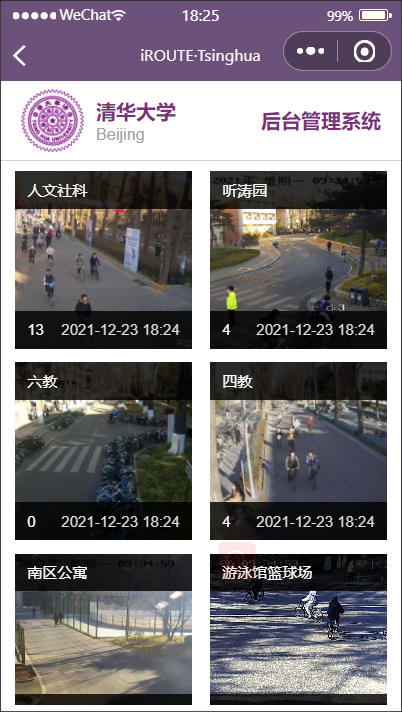 WeChat
18:25
99%
iROUTE-Tsinghua
清华大学
Beijing
后台管理系统
人文社科
13 2021-12-23 18:24
听涛园
4 2021-12-23 18:24
六教
0 2021-12-23 18:24
四教
4 2021-12-23 18:24
南区公寓
游泳馆篮球场